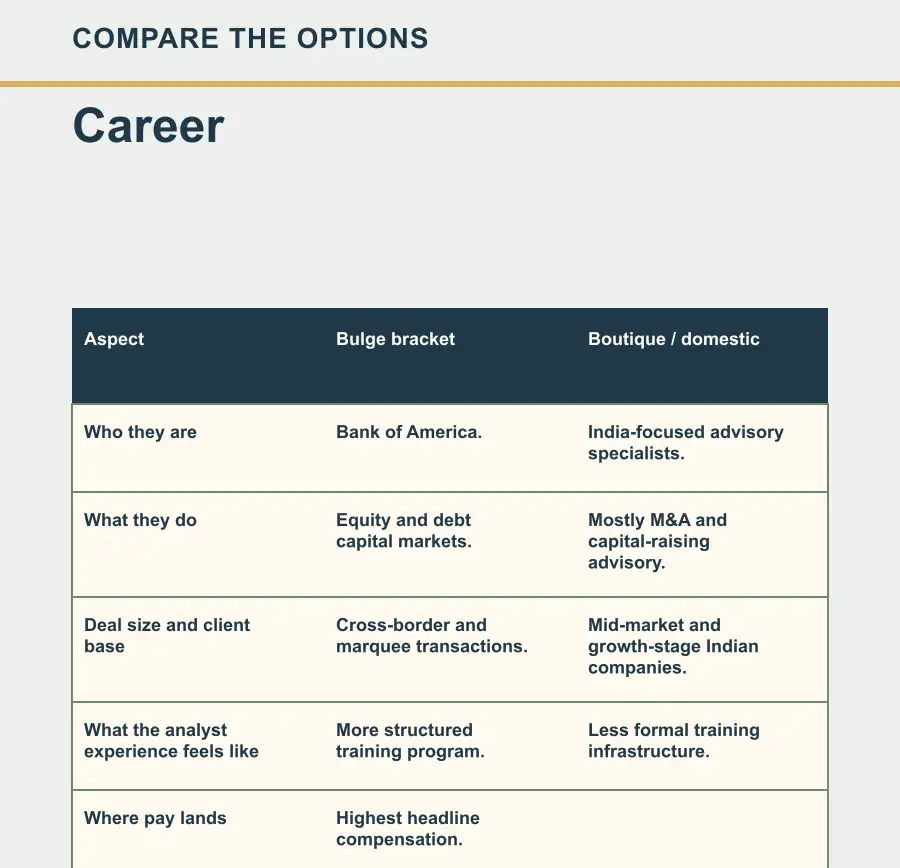 COMPARE THE OPTIONS
Career
Aspect
Bulge bracket
Boutique / domestic
Who they are
Bank of America.
India-focused advisory
specialists.
What they do
Equity and debt
capital markets.
Mostly M&A and
capital-raising
advisory.
Deal size and client
base
Cross-border and
marquee transactions.
Mid-market and
growth-stage Indian
companies.
What the analyst
experience feels like
More structured
training program.
Less formal training
infrastructure.
Where pay lands
Highest headline
compensation.